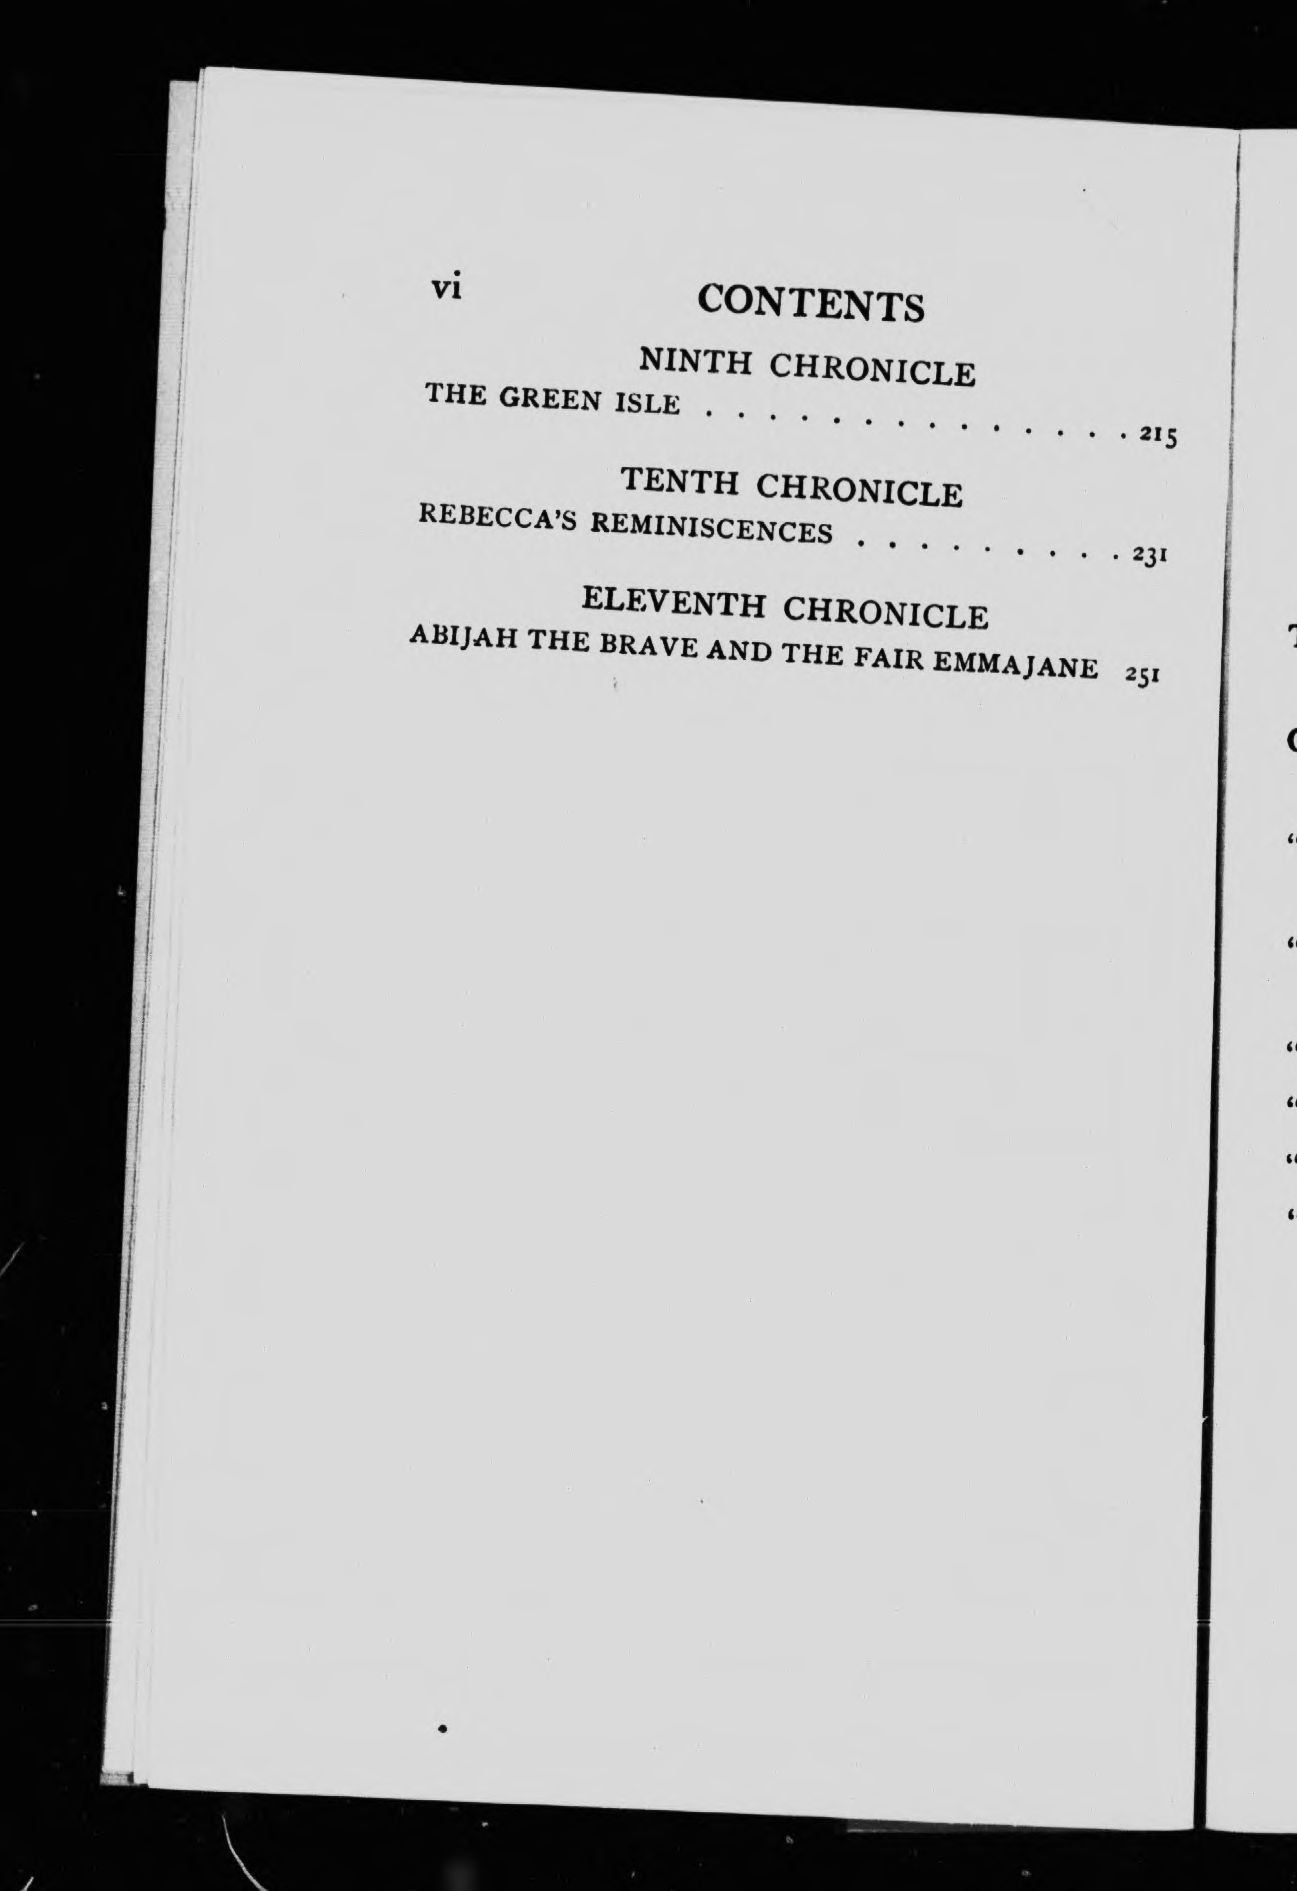 vi CONTENTS
NINTH CHRONICLE
THE GREEN ISLE . . . . . . . . . . . . . . 215
TENTH CHRONICLE
REBECCA'S REMINISCENCES . . . . . . . . . 231
ELEVENTH CHRONICLE
ABIJAH THE BRAVE AND THE FAIR EMMAJANE 251